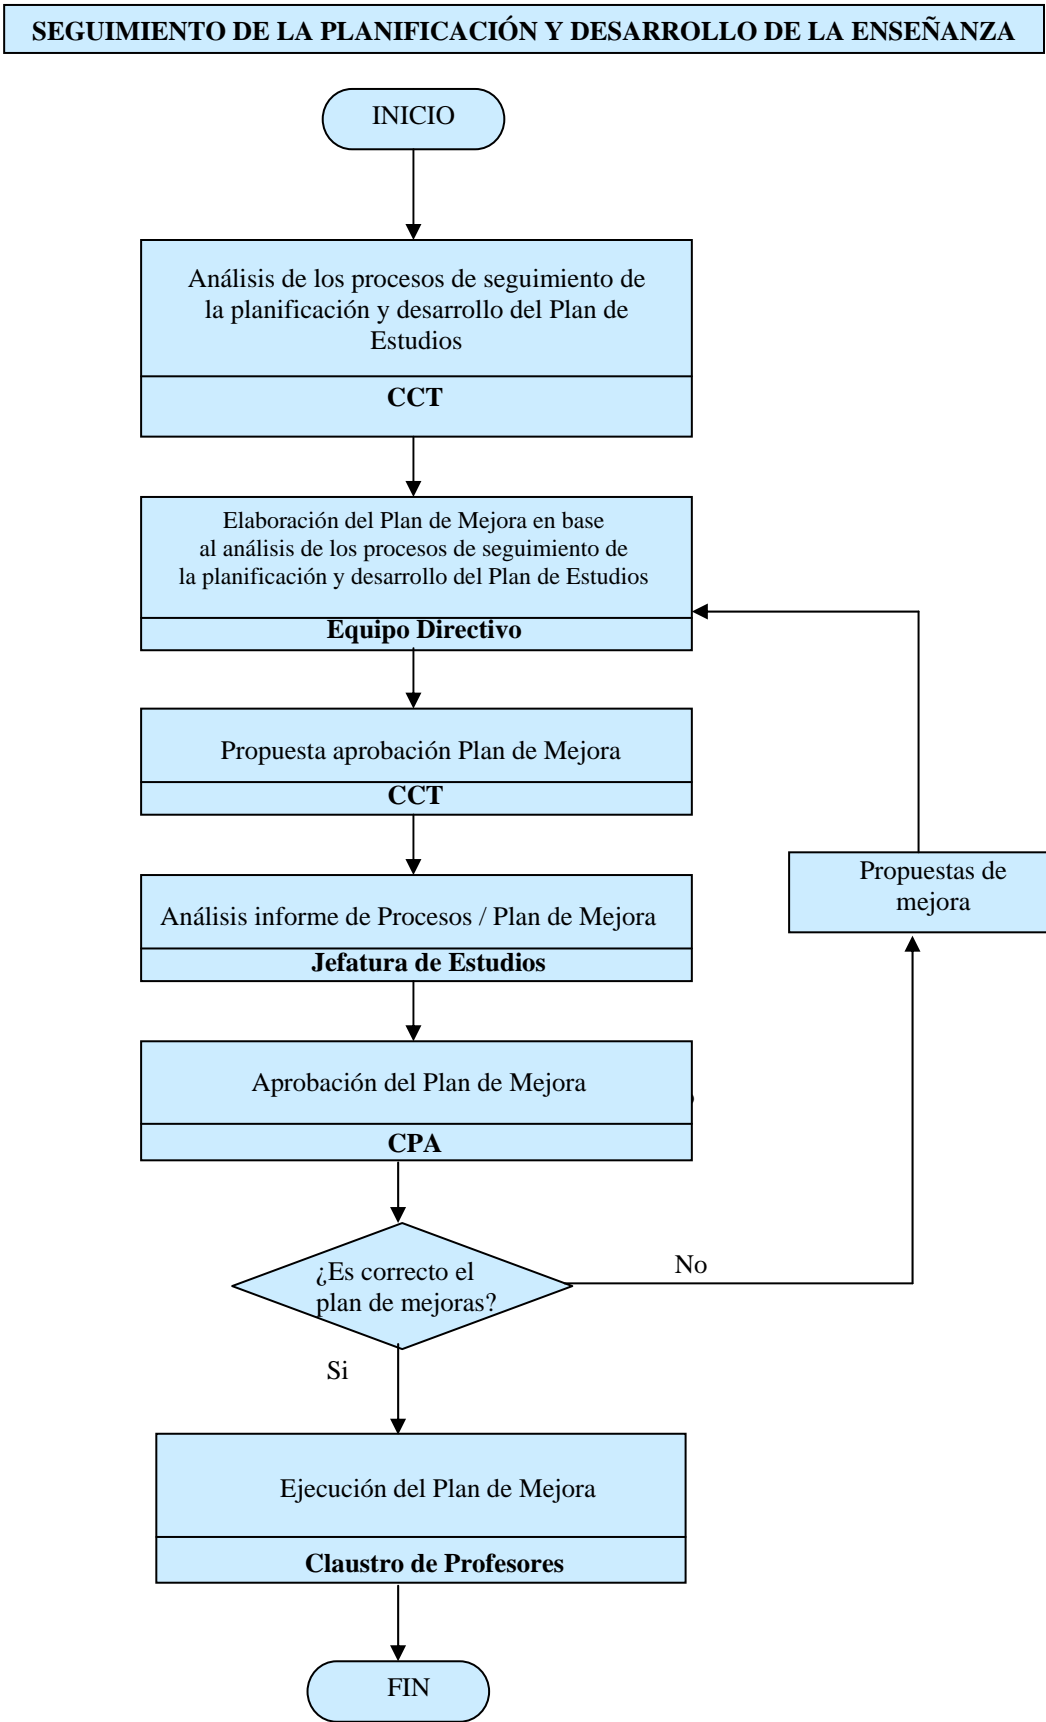 SEGUIMIENTO DE LA PLANIFICACIÓN Y DESARROLLO DE LA ENSEÑANZA
INICIO
Análisis de los procesos de seguimiento de
la planificación y desarrollo del Plan de
Estudios
CCT
Elaboración del Plan de Mejora en base
al análisis de los procesos de seguimiento de
la planificación y desarrollo del Plan de Estudios
Equipo Directivo
Propuesta aprobación Plan de Mejora
CCT
Propuestas de
mejora
Análisis informe de Procesos / Plan de Mejora
Jefatura de Estudios
Aprobación del Plan de Mejora
CPA
¿Es correcto el
plan de mejoras?
No
Si
Ejecución del Plan de Mejora
Claustro de Profesores
FIN